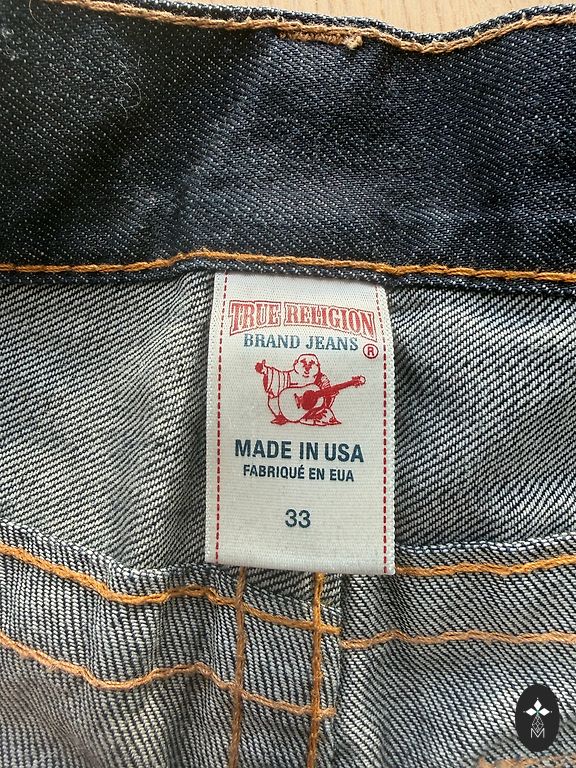 TRUE RELIGION
BRAND JEANS ®
MADE IN USA
FABRIQUÉ EN EUA
33
M